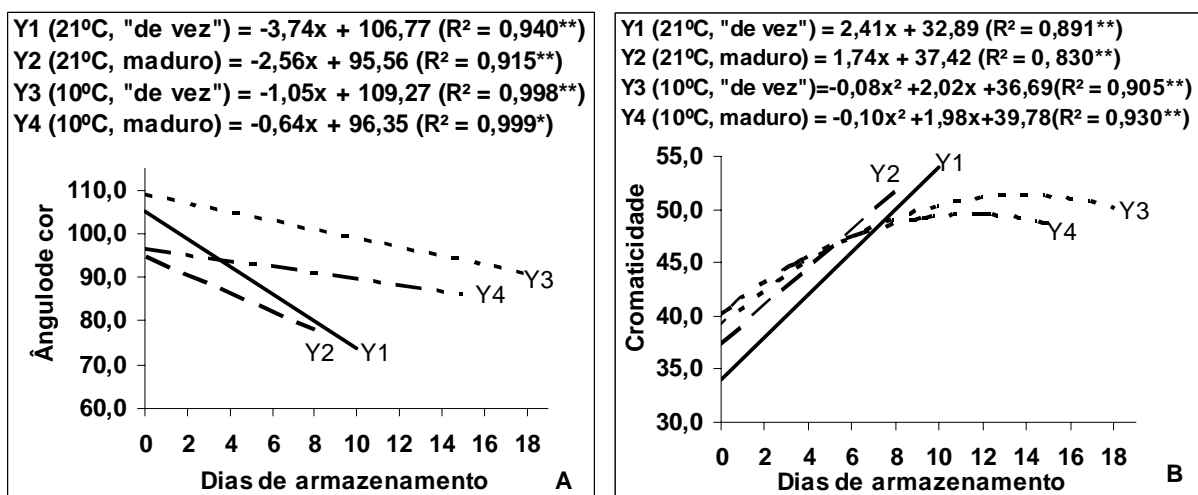 Y1 (21ºC, "de vez") = -3,74x + 106,77 (R² = 0,940**)
Y2 (21ºC, maduro) = -2,56x + 95,56 (R² = 0,915**)
Y3 (10ºC, "de vez") = -1,05x + 109,27 (R² = 0,998**)
Y4 (10ºC, maduro) = -0,64x + 96,35 (R² = 0,999*)
110,0
100,0
90,0
80,0
70,0
60,0
Ângulode cor
Y3
Y4
Y2
Y1
0 2 4 6 8 10 12 14 16 18
Dias de armazenamento
A
Y1 (21ºC, "de vez") = 2,41x + 32,89 (R² = 0,891**)
Y2 (21ºC, maduro) = 1,74x + 37,42 (R² = 0, 830**)
Y3 (10ºC, "de vez")=-0,08x² +2,02x +36,69(R² = 0,905**)
Y4 (10ºC, maduro) = -0,10x² +1,98x+39,78(R² = 0,930**)
55,0
50,0
45,0
40,0
35,0
30,0
Cromaticidade
Y1
Y2
Y3
Y4
0 2 4 6 8 10 12 14 16 18
Dias de armazenamento
B